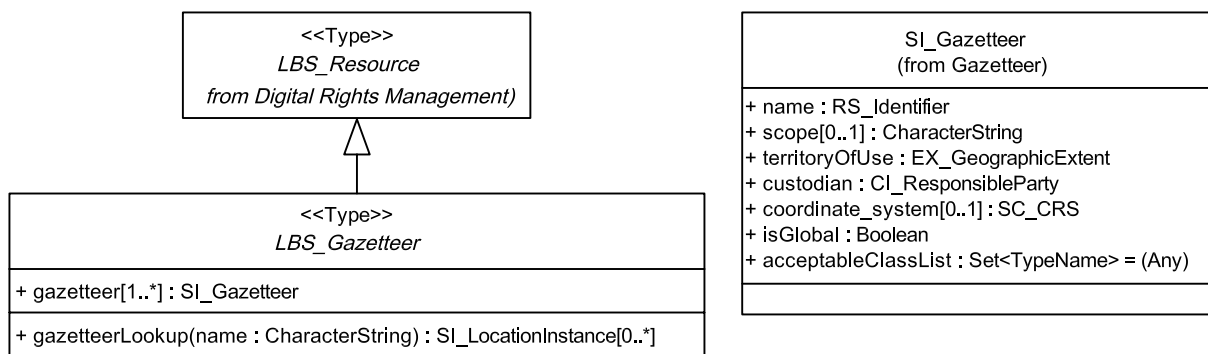 <<Type>>
LBS_Resource
from Digital Rights Management)
<<Type>>
LBS_Gazetteer
+ gazetteer[1..*] : SI_Gazetteer
+ gazetteerLookup(name : CharacterString) : SI_LocationInstance[0..*]
SI_Gazetteer
(from Gazetteer)
+ name : RS_Identifier
+ scope[0..1] : CharacterString
+ territoryOfUse : EX_GeographicExtent
+ custodian : CI_ResponsibleParty
+ coordinate_system[0..1] : SC_CRS
+ isGlobal : Boolean
+ acceptableClassList : Set<TypeName> = (Any)